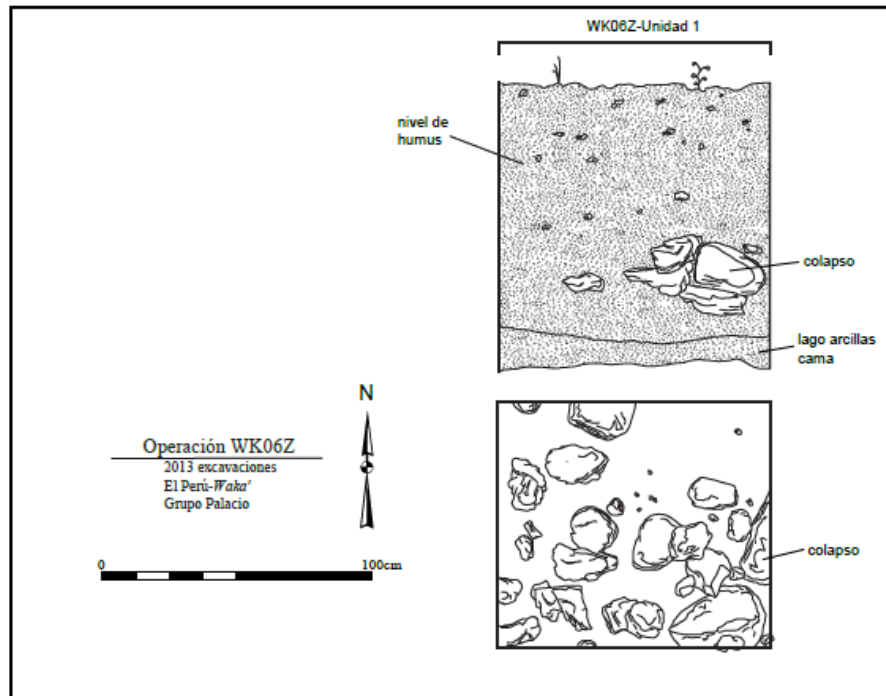 WK06Z-Unidad 1
nivel de
humus
colapso
lago arcillas
cama
N
Operación WK06Z
2013 excavaciones
El Perú-Waka'
Grupo Palacio
0 100cm
colapso